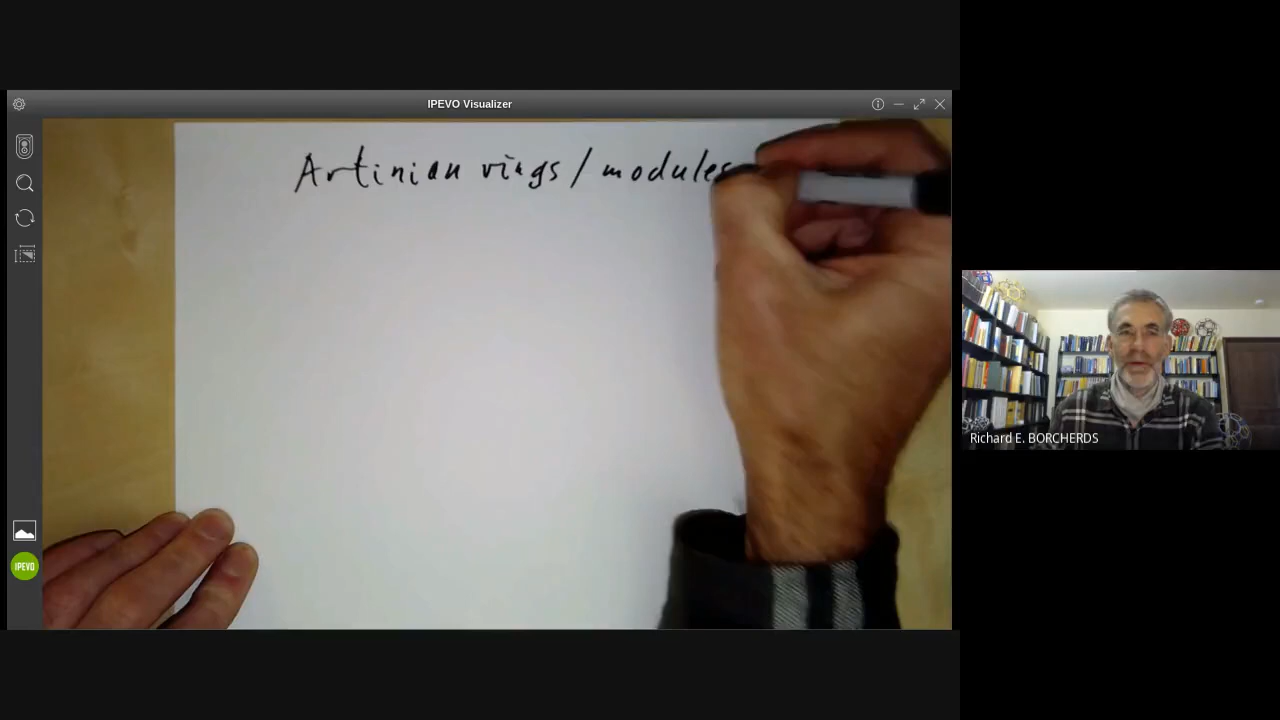 IPEVO Visualizer
Artinian rings / modules
IPEVO
Richard E. BORCHERDS